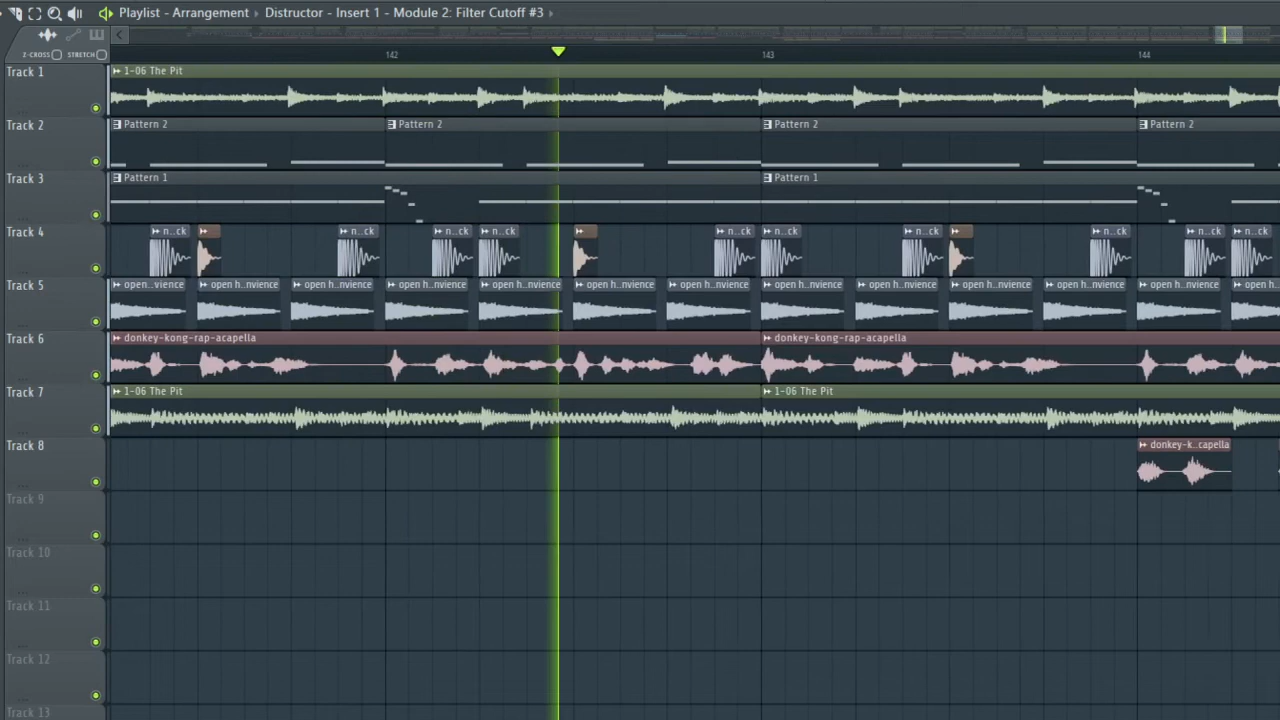 Playlist - Arrangement › Distructor - Insert 1 - Module 2: Filter Cutoff #3 ›
Z-CROSS STRETCH 142 143 144
Track 1 1-06 The Pit
Track 2 Pattern 2 Pattern 2 Pattern 2 Pattern 2
Track 3 Pattern 1 Pattern 1
Track 4 n..ck n..ck n..ck n..ck n..ck n..ck n..ck n..ck n..ck n..ck
Track 5 open ..vience open h..nvience open h..nvience open h..nvience open h..nvience open h..nvience open h..nvience open h..nvience open h..nvience open h..nvience open h..nvience open h..nvience open h..
Track 6 donkey-kong-rap-acapella donkey-kong-rap-acapella
Track 7 1-06 The Pit 1-06 The Pit
Track 8 donkey-k..capella
Track 9
Track 10
Track 11
Track 12
Track 13